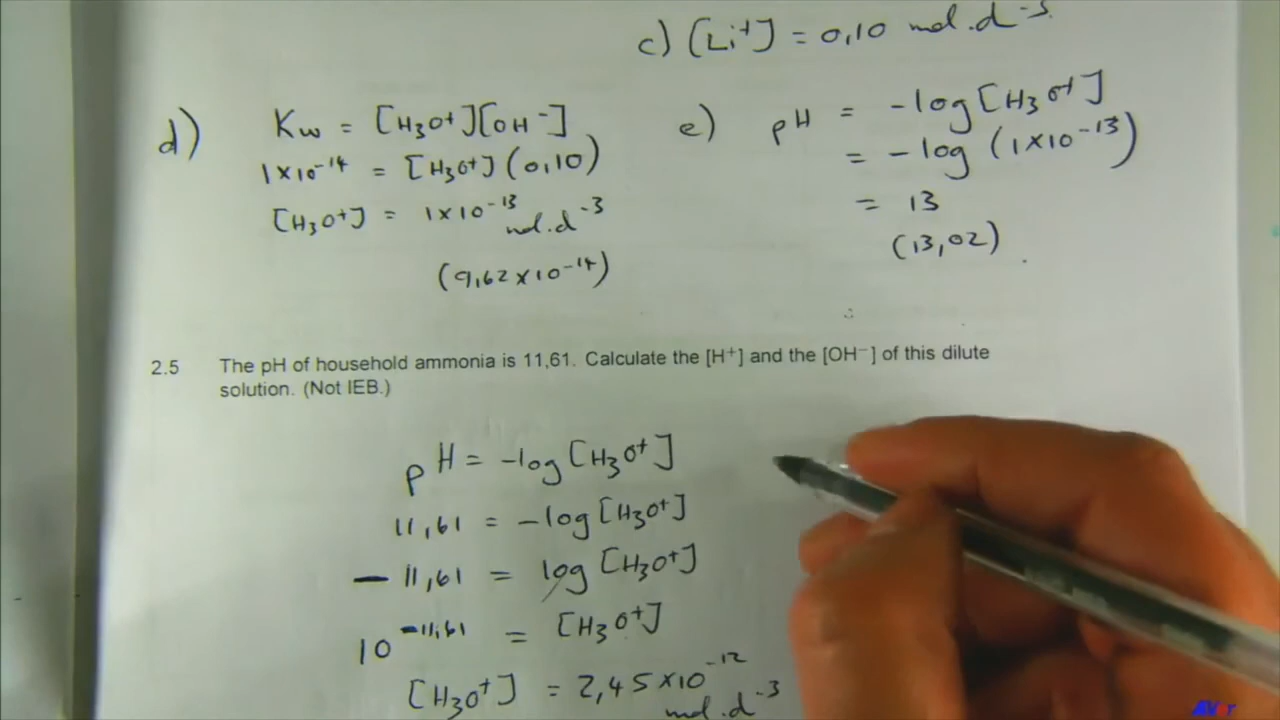 c) [Li⁺] = 0,10 mol.d⁻³
d) Kw = [H₃O⁺][OH⁻]
1×10⁻¹⁴ = [H₃O⁺](0,10)
[H₃O⁺] = 1×10⁻¹³ mol.d⁻³
(9,62×10⁻¹⁴)
e) pH = -log[H₃O⁺]
= -log (1×10⁻¹³)
= 13
(13,02)
2.5 The pH of household ammonia is 11,61. Calculate the [H⁺] and the [OH⁻] of this dilute
solution. (Not IEB.)
pH = -log[H₃O⁺]
11,61 = -log[H₃O⁺]
-11,61 = log[H₃O⁺]
10⁻¹¹,⁶¹ = [H₃O⁺]
[H₃O⁺] = 2,45×10⁻¹² mol.d⁻³